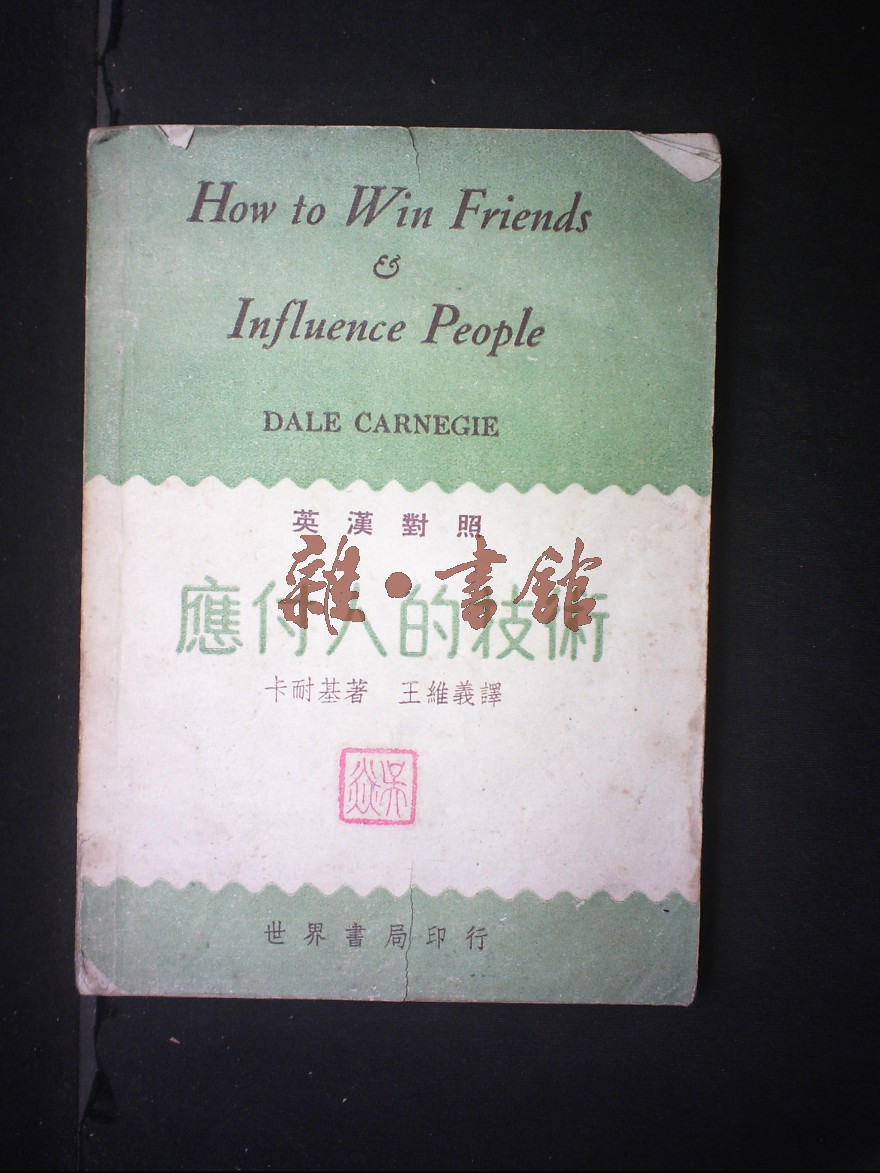 How to Win Friends
&
Influence People
DALE CARNEGIE
英漢對照
應付人的技術
雜·書館
卡耐基著 王維義譯
世界書局印行